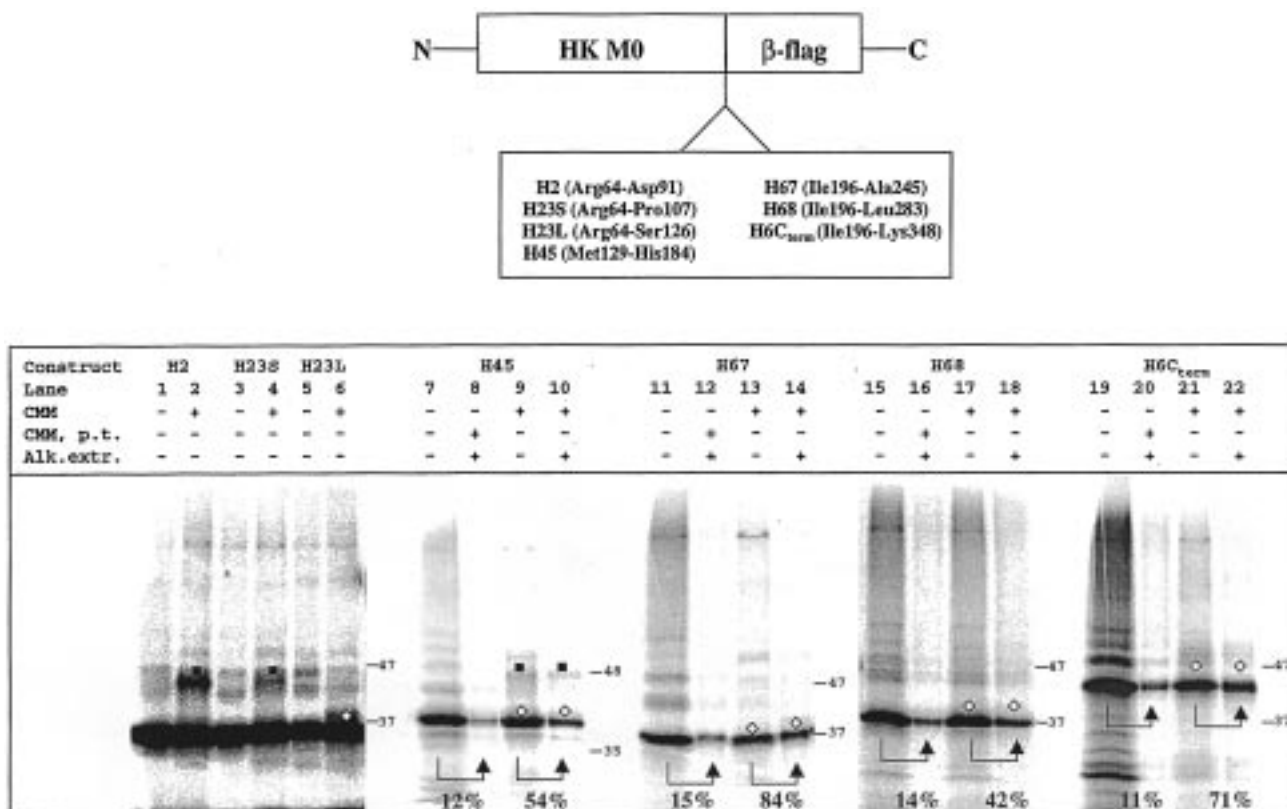 N HK M0 β-flag C
H2 (Arg64-Asp91) H67 (Ile196-Ala245)
H23S (Arg64-Pro107) H68 (Ile196-Leu283)
H23L (Arg64-Ser126) H6Cterm (Ile196-Lys348)
H45 (Met129-His184)
Construct H2 H23S H23L H45 H67 H68 H6Cterm
Lane 1 2 3 4 5 6 7 8 9 10 11 12 13 14 15 16 17 18 19 20 21 22
CMM - + - + - + - - + + - - + + - - + + - - + +
CMM, p.t. - - - - - - - + - - - + - - - + - - - + - -
Alk.extr. - - - - - - - + - + - + - + - + - + - + - +
-47 -48 -47 -47 -47
-37 -35 -37 -37 -37
12% 54% 15% 84% 14% 42% 11% 71%